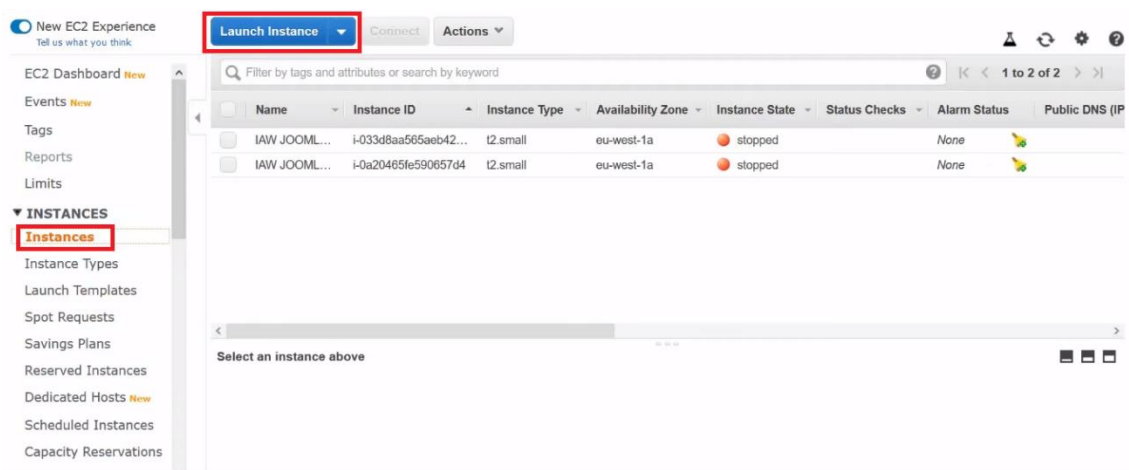 New EC2 Experience
Tell us what you think
Launch Instance
Connect
Actions
EC2 Dashboard New
Events New
Tags
Reports
Limits
INSTANCES
Instances
Instance Types
Launch Templates
Spot Requests
Savings Plans
Reserved Instances
Dedicated Hosts New
Scheduled Instances
Capacity Reservations
Filter by tags and attributes or search by keyword
1 to 2 of 2
Name Instance ID Instance Type Availability Zone Instance State Status Checks Alarm Status Public DNS (IP
IAW JOOML... i-033d8aa565aeb42... t2.small eu-west-1a stopped None
IAW JOOML... i-0a20465fe590657d4 t2.small eu-west-1a stopped None
Select an instance above